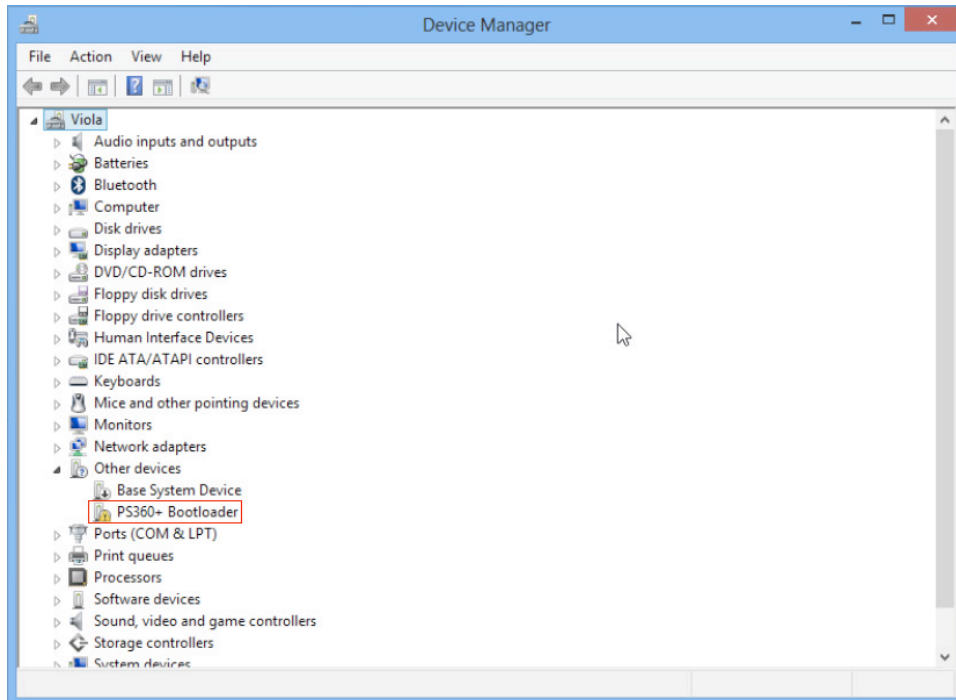 Device Manager
File Action View Help
Viola
Audio inputs and outputs
Batteries
Bluetooth
Computer
Disk drives
Display adapters
DVD/CD-ROM drives
Floppy disk drives
Floppy drive controllers
Human Interface Devices
IDE ATA/ATAPI controllers
Keyboards
Mice and other pointing devices
Monitors
Network adapters
Other devices
Base System Device
PS360+ Bootloader
Ports (COM & LPT)
Print queues
Processors
Software devices
Sound, video and game controllers
Storage controllers
System devices